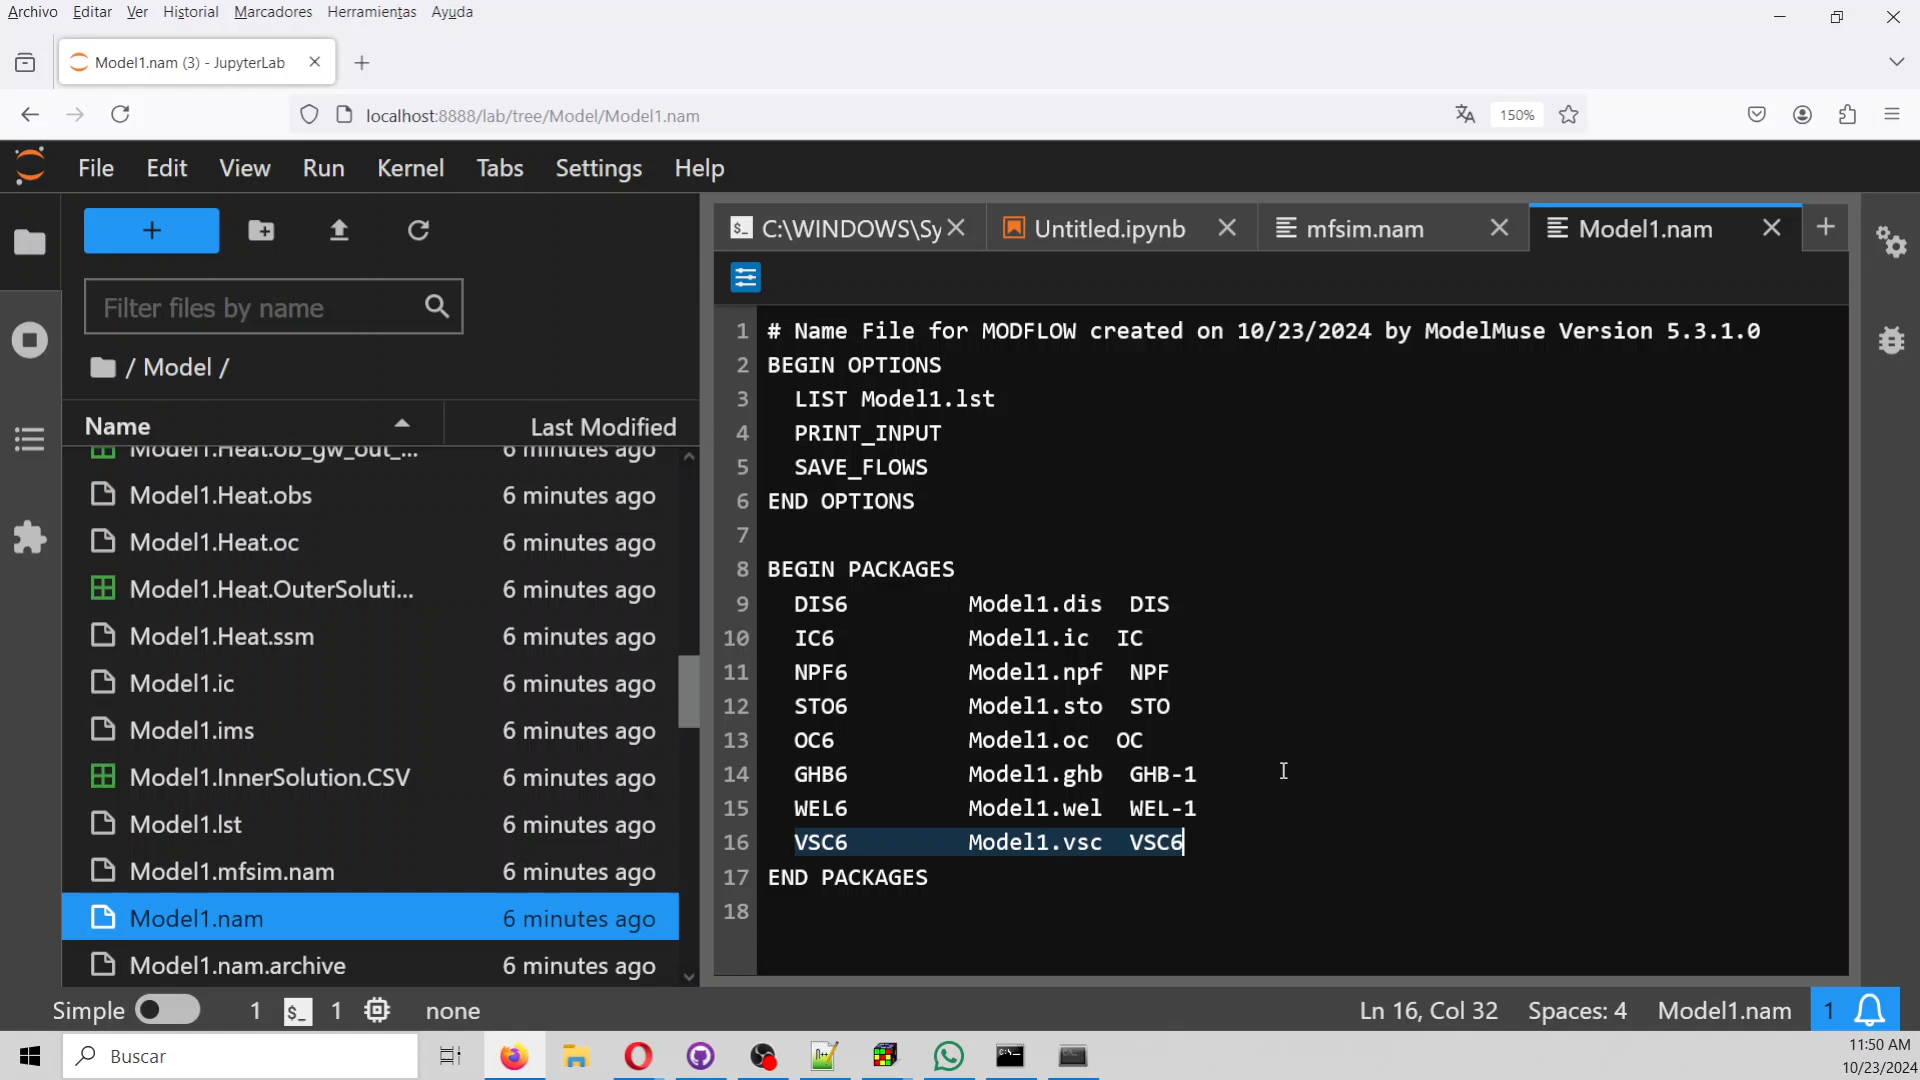 Archivo Editar Ver Historial Marcadores Herramientas Ayuda
Model1.nam (3) - JupyterLab
localhost:8888/lab/tree/Model/Model1.nam
150%
File Edit View Run Kernel Tabs Settings Help
C:\WINDOWS\Sy
Untitled.ipynb
mfsim.nam
Model1.nam
Filter files by name
/ Model /
Name Last Modified
Model1.Heat.ob_gw_out_... 6 minutes ago
Model1.Heat.obs 6 minutes ago
Model1.Heat.oc 6 minutes ago
Model1.Heat.OuterSoluti... 6 minutes ago
Model1.Heat.ssm 6 minutes ago
Model1.ic 6 minutes ago
Model1.ims 6 minutes ago
Model1.InnerSolution.CSV 6 minutes ago
Model1.lst 6 minutes ago
Model1.mfsim.nam 6 minutes ago
Model1.nam 6 minutes ago
Model1.nam.archive 6 minutes ago
1 # Name File for MODFLOW created on 10/23/2024 by ModelMuse Version 5.3.1.0
2 BEGIN OPTIONS
3 LIST Model1.lst
4 PRINT_INPUT
5 SAVE_FLOWS
6 END OPTIONS
7
8 BEGIN PACKAGES
9 DIS6 Model1.dis DIS
10 IC6 Model1.ic IC
11 NPF6 Model1.npf NPF
12 STO6 Model1.sto STO
13 OC6 Model1.oc OC
14 GHB6 Model1.ghb GHB-1
15 WEL6 Model1.wel WEL-1
16 VSC6 Model1.vsc VSC6
17 END PACKAGES
18
Simple 1 $_ 1 none Ln 16, Col 32 Spaces: 4 Model1.nam 1
Buscar
11:50 AM
10/23/2024